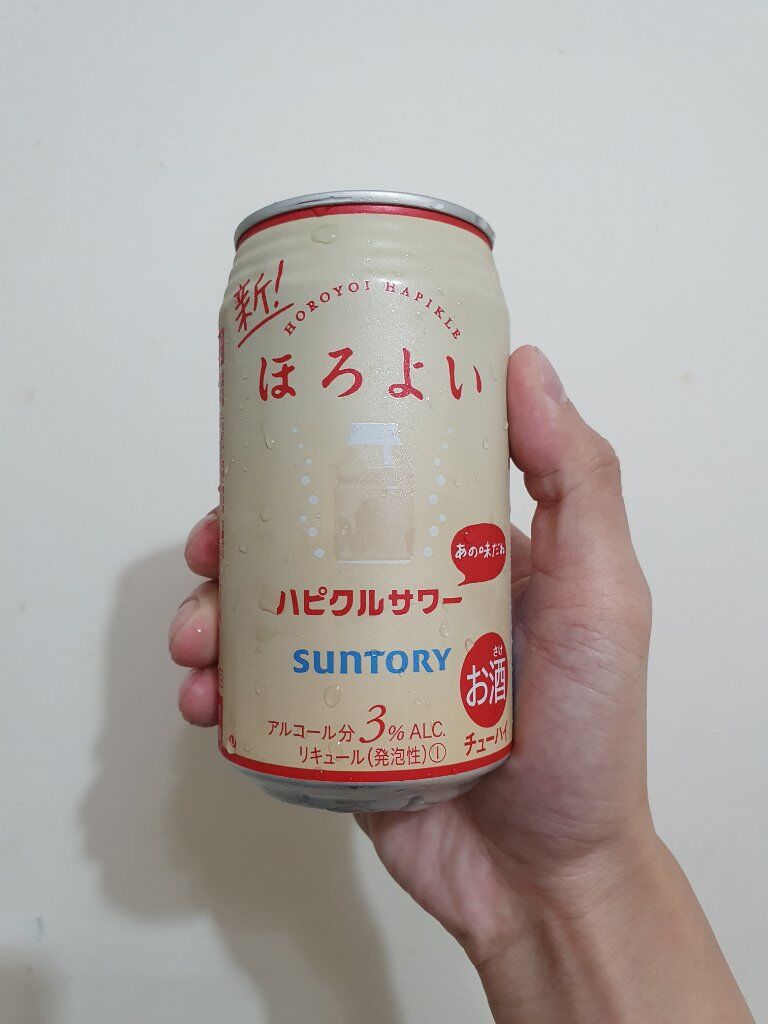 新!
HOROYOI HAPIKLE
ほろよい
あの味だね
ハピクルサワー
SUNTORY
さけ
お酒
アルコール分 3% ALC.
チューハイ
リキュール(発泡性)①